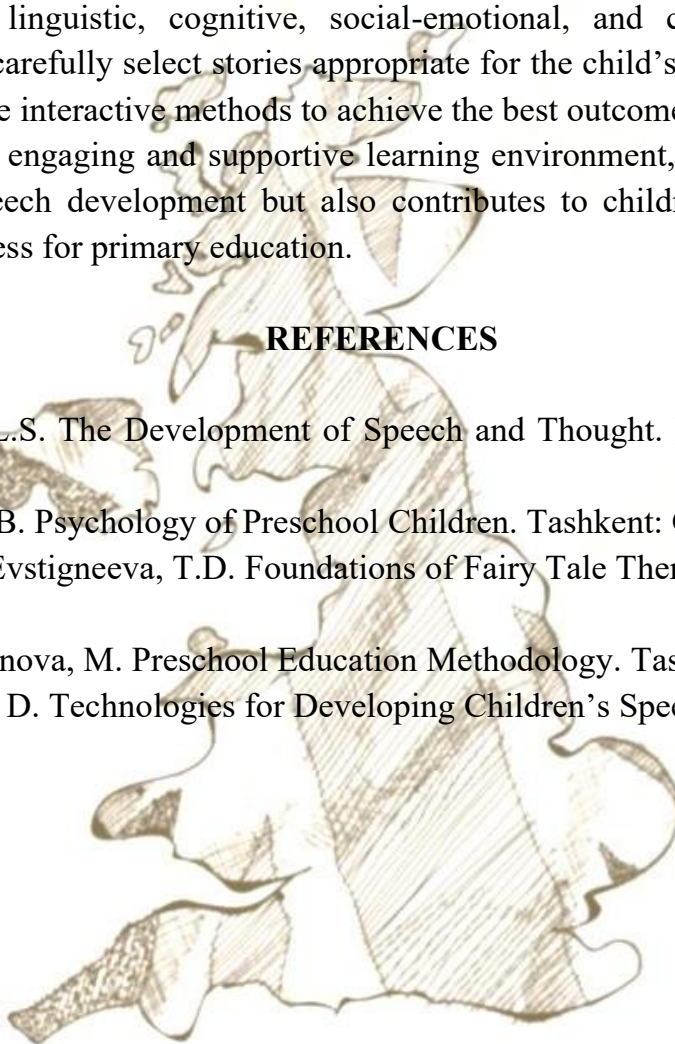 linguistic, cognitive, social-emotional, and c
carefully select stories appropriate for the child's
e interactive methods to achieve the best outcome
engaging and supportive learning environment,
eech development but also contributes to childr
ess for primary education.
REFERENCES
L.S. The Development of Speech and Thought.
B. Psychology of Preschool Children. Tashkent:
Evstigneeva, T.D. Foundations of Fairy Tale Ther
nova, M. Preschool Education Methodology. Tas
D. Technologies for Developing Children's Spee